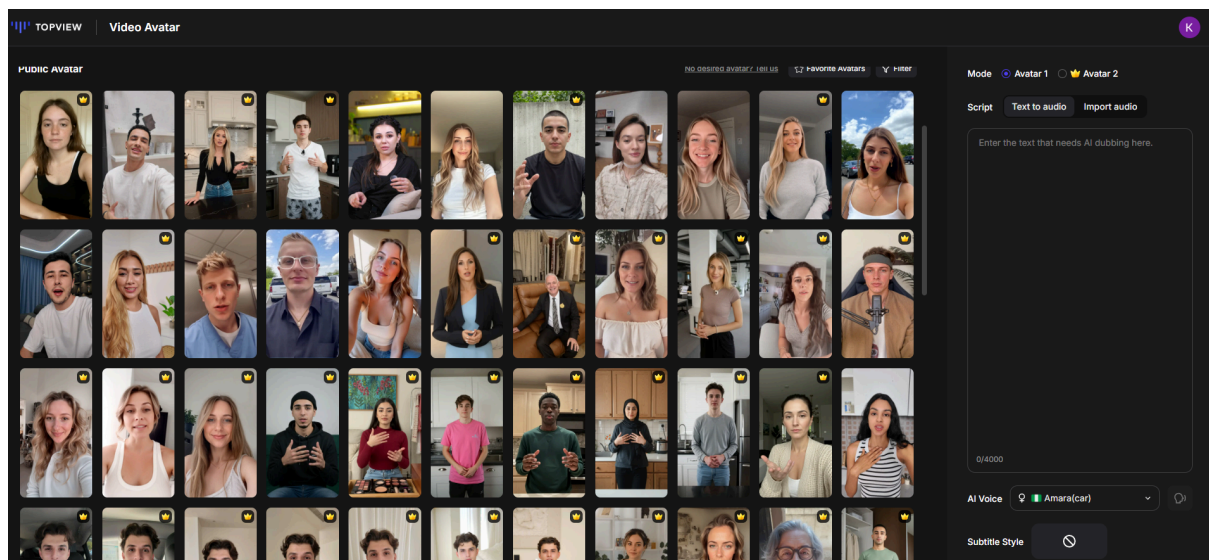 TOPVIEW
Video Avatar
K
Public Avatar
No desired avatar? Tell us
Favorite Avatars
Filter
Mode
Avatar 1
Avatar 2
Script
Text to audio
Import audio
Enter the text that needs AI dubbing here.
0/4000
AI Voice
Amara(car)
Subtitle Style